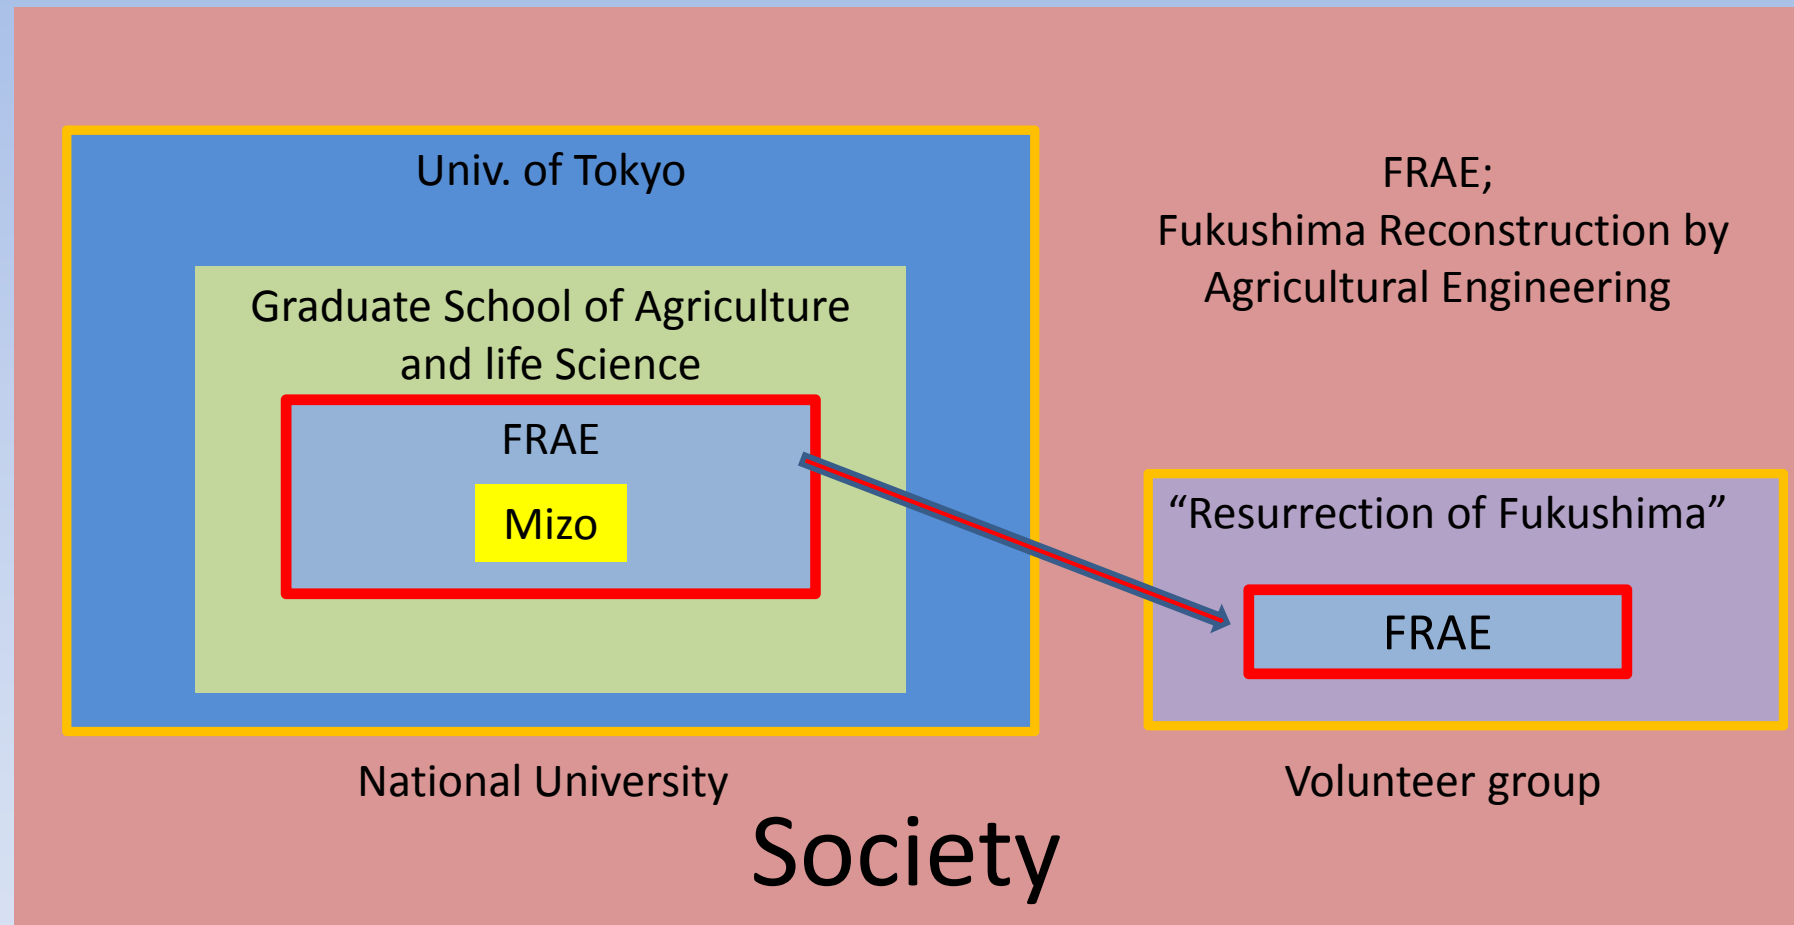 Univ. of Tokyo
Graduate School of Agriculture
and life Science
FRAE
Mizo
National University
FRAE;
Fukushima Reconstruction by
Agricultural Engineering
“Resurrection of Fukushima”
FRAE
Volunteer group
Society